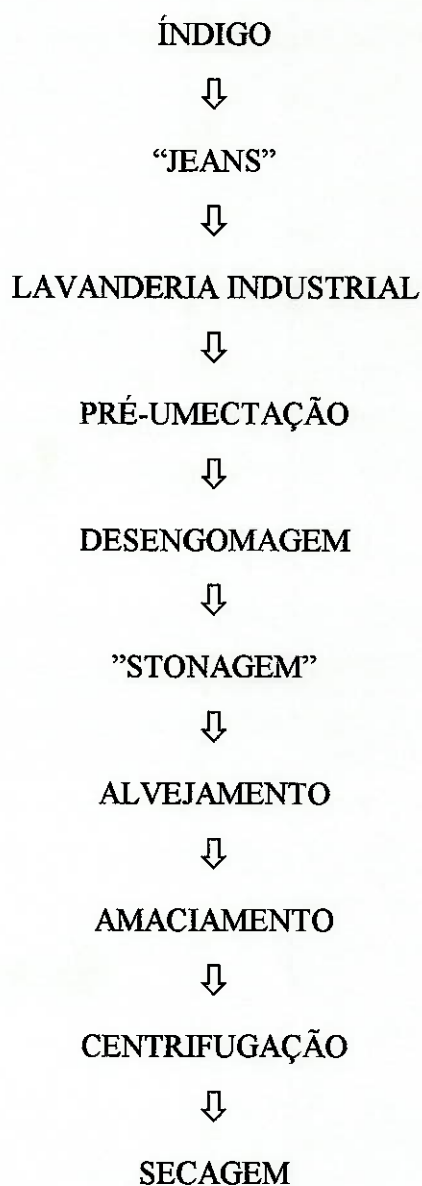 ÍNDIGO
⇩
“JEANS”
⇩
LAVANDERIA INDUSTRIAL
⇩
PRÉ-UMECTAÇÃO
⇩
DESENGOMAGEM
⇩
”STONAGEM”
⇩
ALVEJAMENTO
⇩
AMACIAMENTO
⇩
CENTRIFUGAÇÃO
⇩
SECAGEM